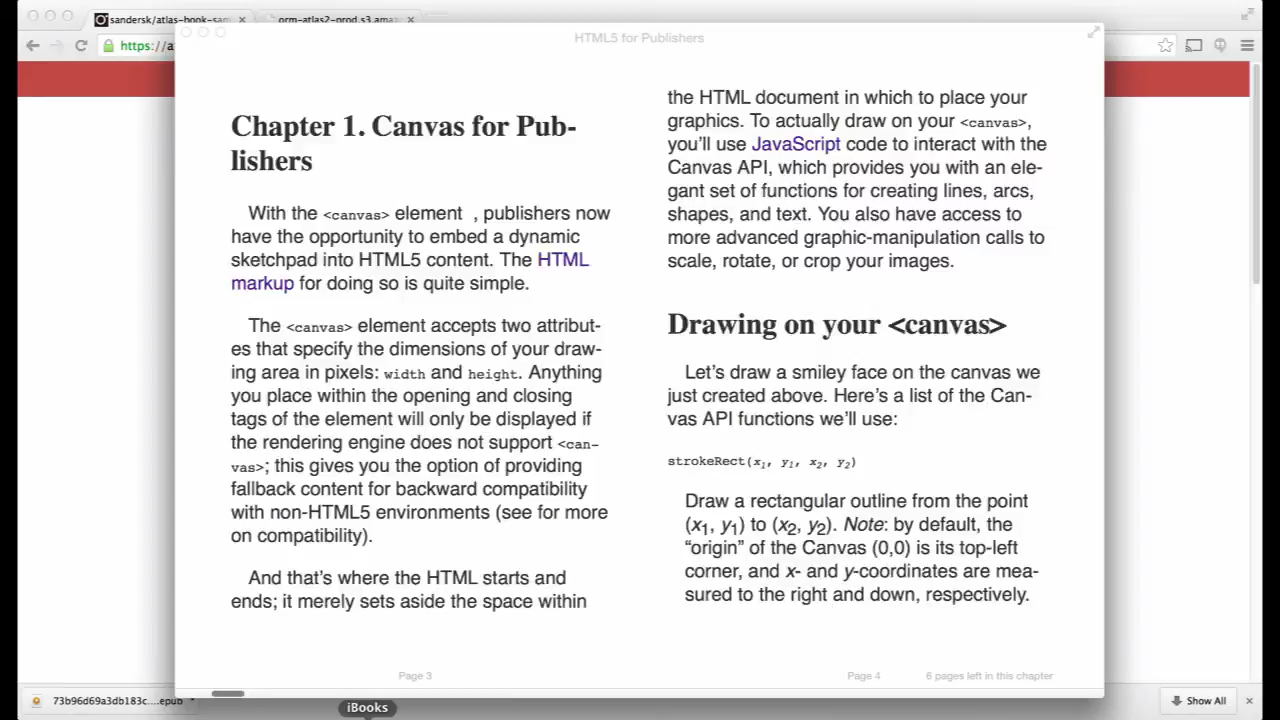 sandersk/atlas-book-sam
orm-atlas2-prod.s3.amaz
https://a
HTML5 for Publishers
Chapter 1. Canvas for Pub-
lishers
With the <canvas> element , publishers now
have the opportunity to embed a dynamic
sketchpad into HTML5 content. The HTML
markup for doing so is quite simple.
The <canvas> element accepts two attribut-
es that specify the dimensions of your draw-
ing area in pixels: width and height. Anything
you place within the opening and closing
tags of the element will only be displayed if
the rendering engine does not support <can-
vas>; this gives you the option of providing
fallback content for backward compatibility
with non-HTML5 environments (see for more
on compatibility).
And that’s where the HTML starts and
ends; it merely sets aside the space within
the HTML document in which to place your
graphics. To actually draw on your <canvas>,
you’ll use JavaScript code to interact with the
Canvas API, which provides you with an ele-
gant set of functions for creating lines, arcs,
shapes, and text. You also have access to
more advanced graphic-manipulation calls to
scale, rotate, or crop your images.
Drawing on your <canvas>
Let’s draw a smiley face on the canvas we
just created above. Here’s a list of the Can-
vas API functions we’ll use:
strokeRect(x₁, y₁, x₂, y₂)
Draw a rectangular outline from the point
(x₁, y₁) to (x₂, y₂). Note: by default, the
“origin” of the Canvas (0,0) is its top-left
corner, and x- and y-coordinates are mea-
sured to the right and down, respectively.
Page 3
Page 4
6 pages left in this chapter
73b96d69a3db183c....epub
iBooks
Show All